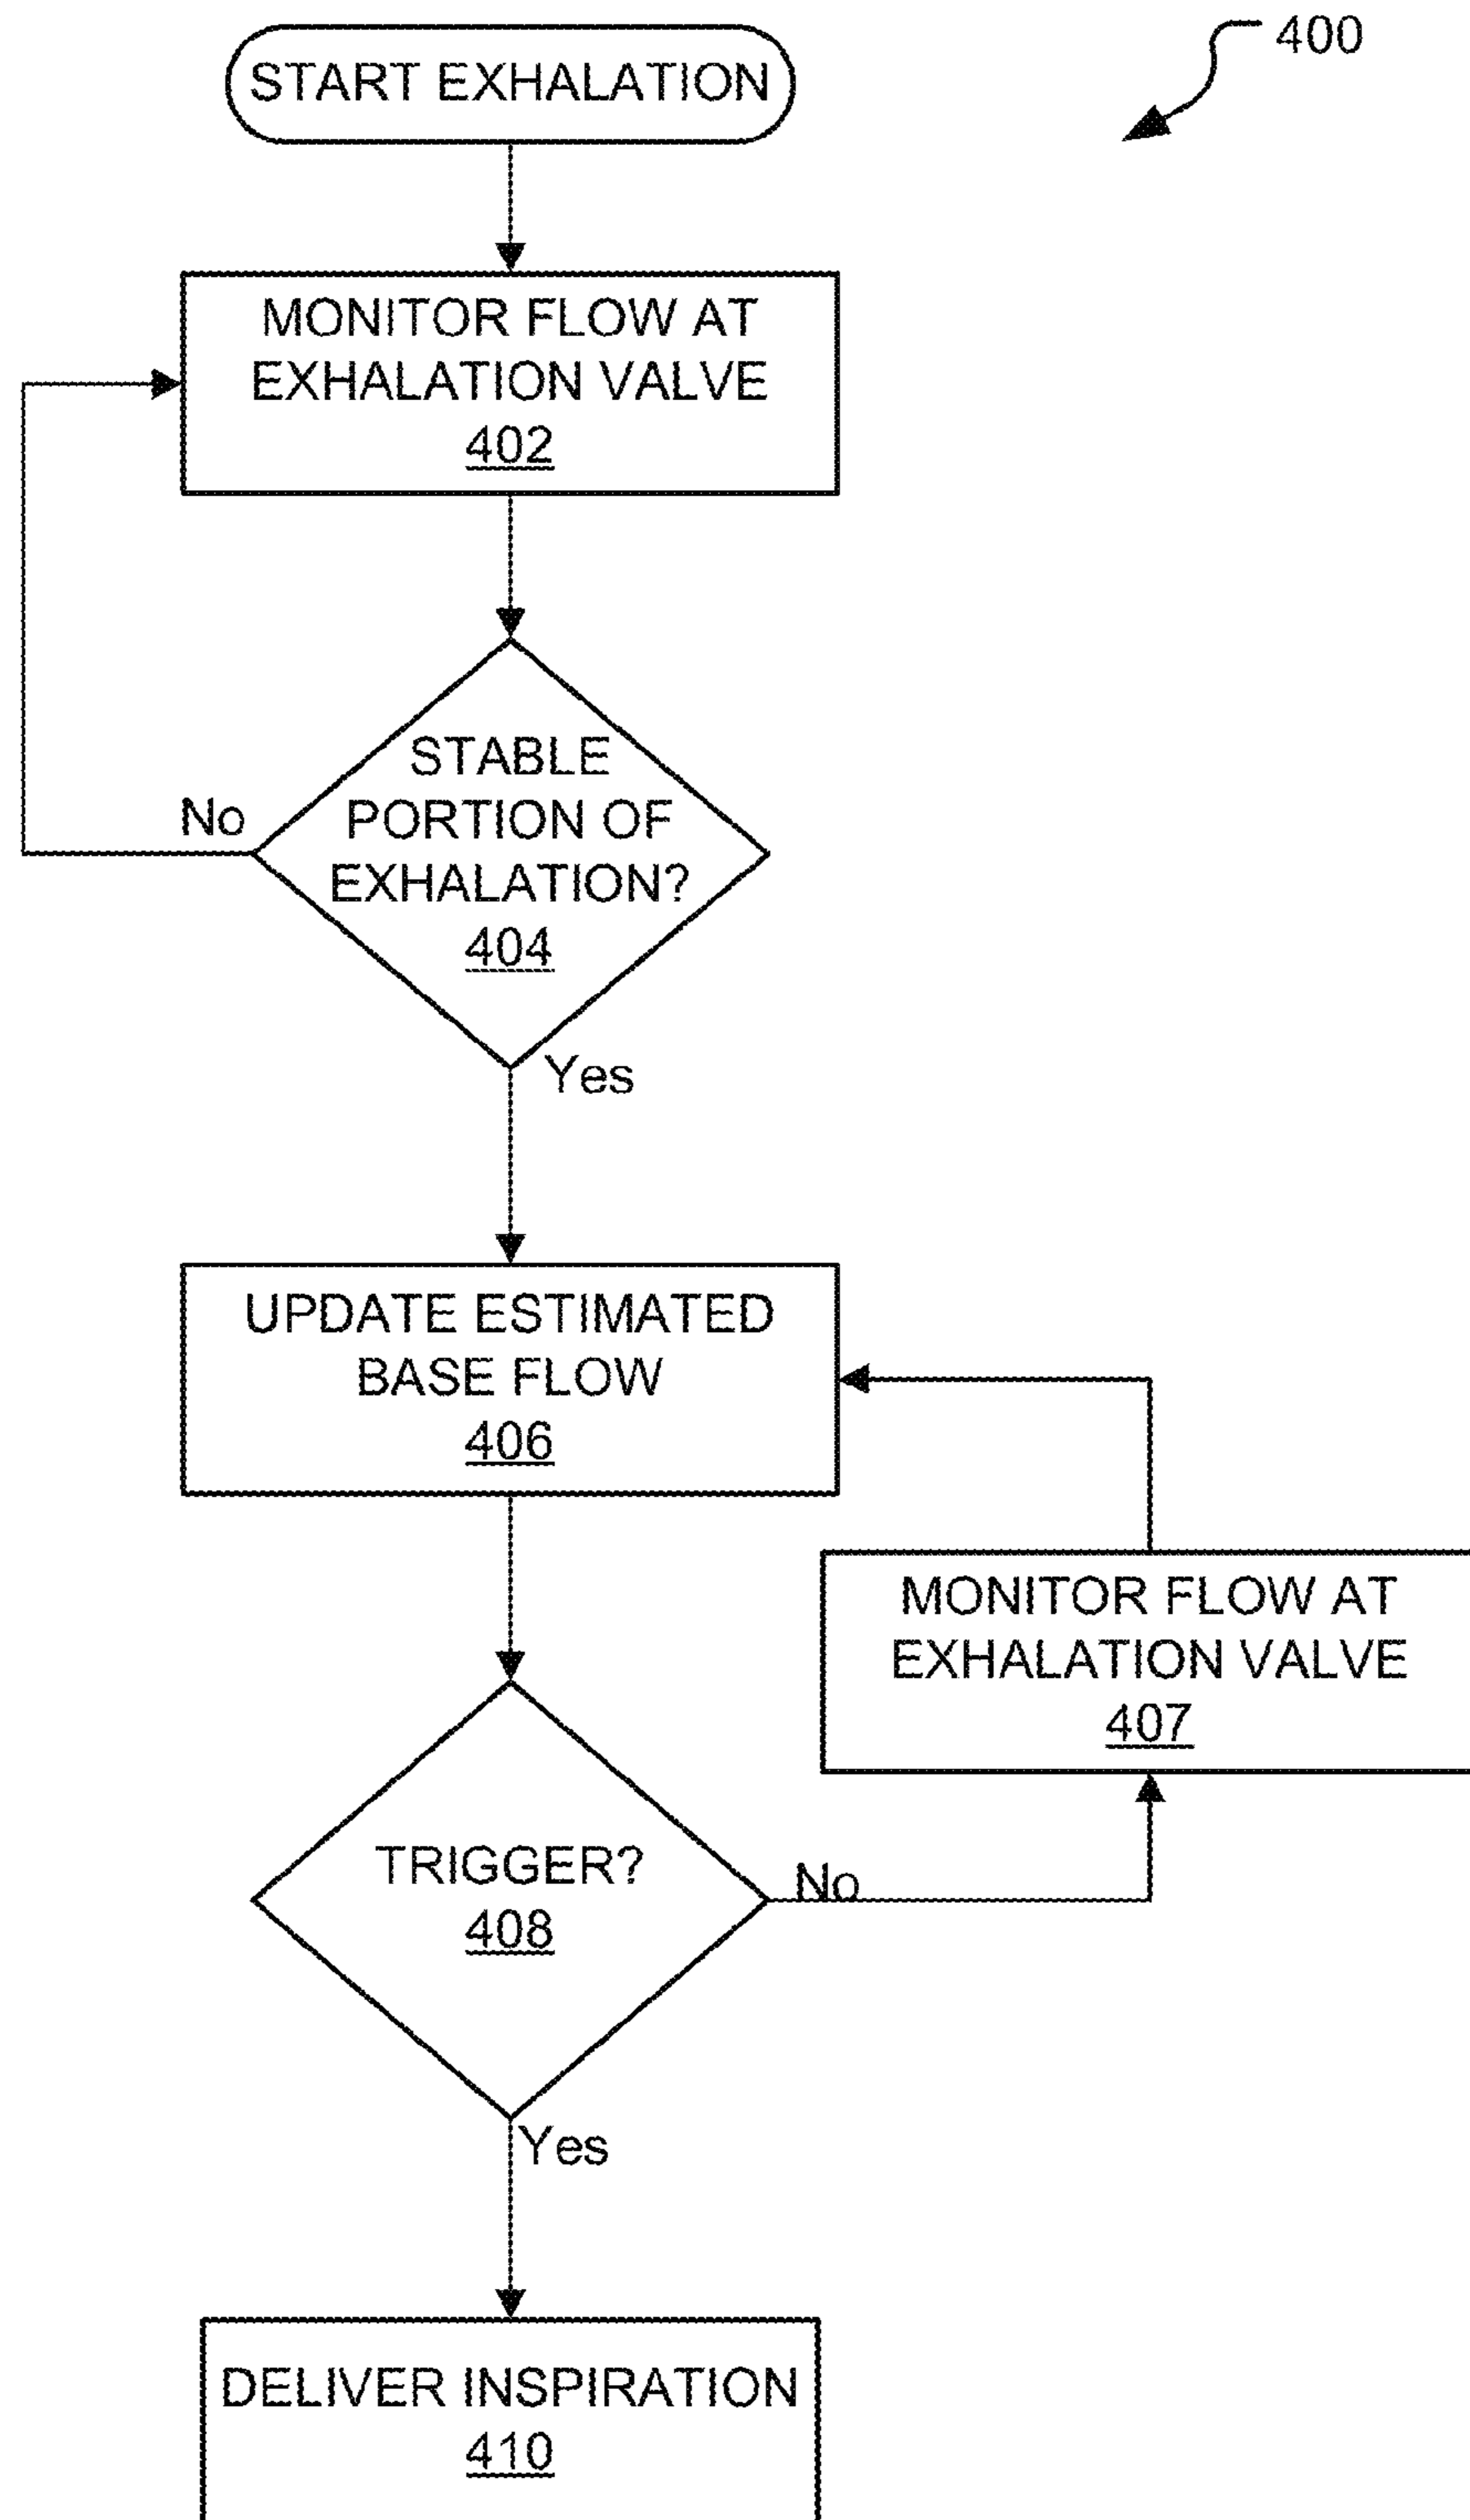 400
START EXHALATION
MONITOR FLOW AT
EXHALATION VALVE
402
STABLE
PORTION OF
EXHALATION?
404
No
Yes
UPDATE ESTIMATED
BASE FLOW
406
MONITOR FLOW AT
EXHALATION VALVE
407
TRIGGER?
408
No
Yes
DELIVER INSPIRATION
410